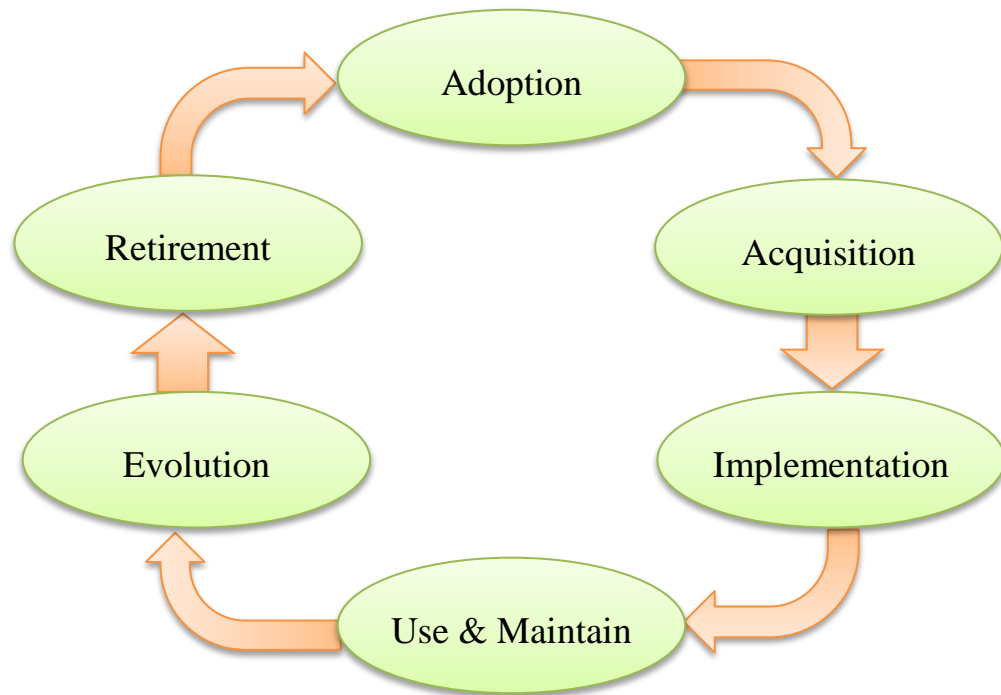 Adoption
Acquisition
Implementation
Use & Maintain
Evolution
Retirement